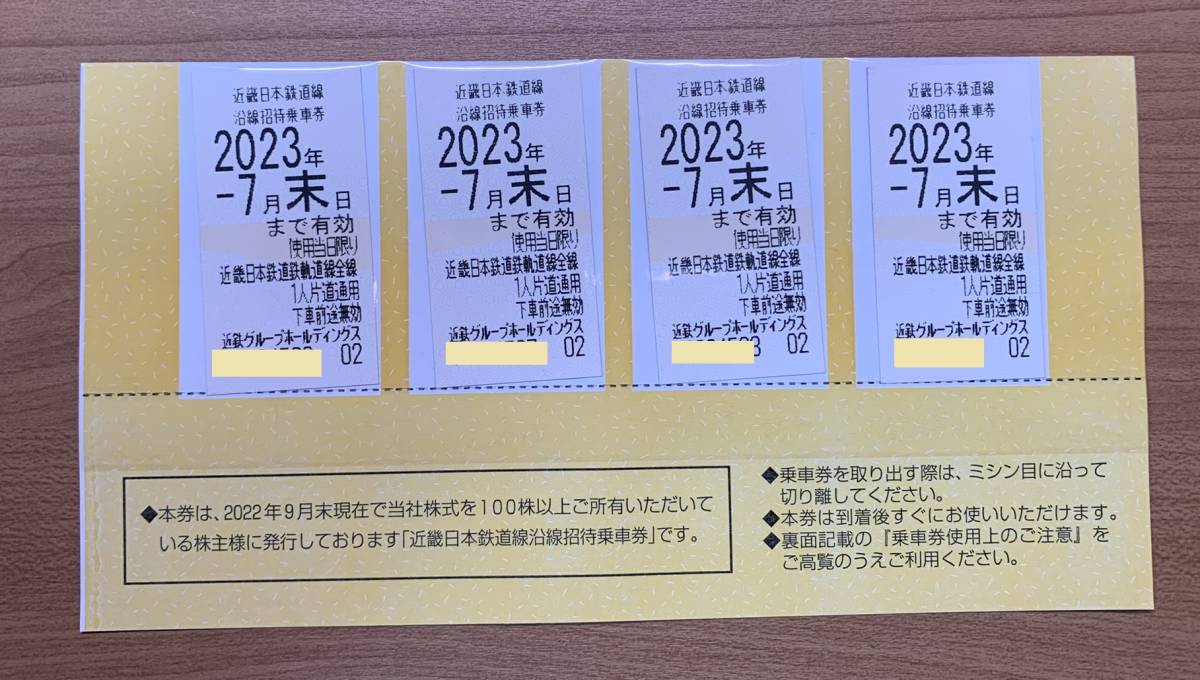 近畿日本鉄道線
沿線招待乗車券
2023年
-7月末日
まで有効
使用当日限り
近畿日本鉄道鉄軌道線全線
1人片道通用
下車前途無効
近鉄グループホールディングス
02
近畿日本鉄道線
沿線招待乗車券
2023年
-7月末日
まで有効
使用当日限り
近畿日本鉄道鉄軌道線全線
1人片道通用
下車前途無効
近鉄グループホールディングス
02
近畿日本鉄道線
沿線招待乗車券
2023年
-7月末日
まで有効
使用当日限り
近畿日本鉄道鉄軌道線全線
1人片道通用
下車前途無効
近鉄グループホールディングス
02
近畿日本鉄道線
沿線招待乗車券
2023年
-7月末日
まで有効
使用当日限り
近畿日本鉄道鉄軌道線全線
1人片道通用
下車前途無効
近鉄グループホールディングス
02
◆本券は、2022年9月末現在で当社株式を100株以上ご所有いただいて
いる株主様に発行しております「近畿日本鉄道線沿線招待乗車券」です。
◆乗車券を取り出す際は、ミシン目に沿って
切り離してください。
◆本券は到着後すぐにお使いいただけます。
◆裏面記載の『乗車券使用上のご注意』を
ご高覧のうえご利用ください。